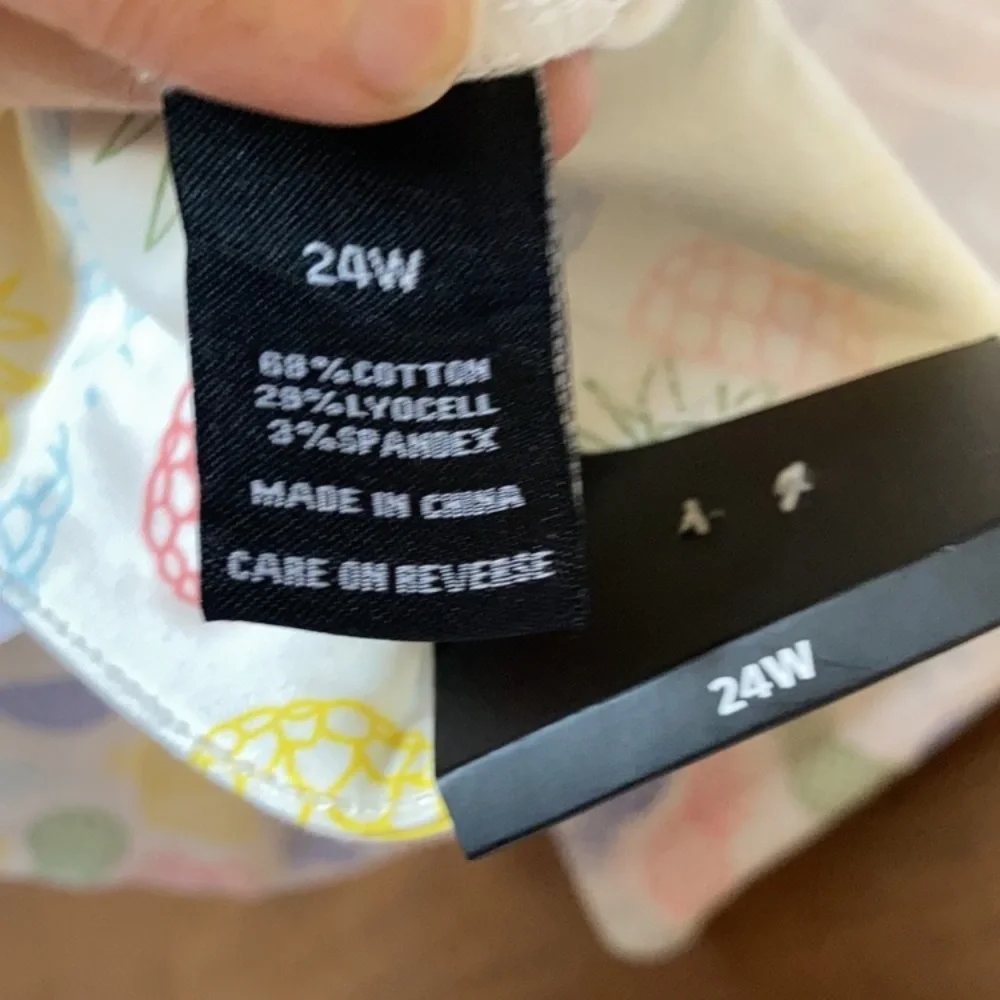 24W
68%COTTON
29%LYOCELL
3%SPANDEX
MADE IN CHINA
CARE ON REVERSE
24W